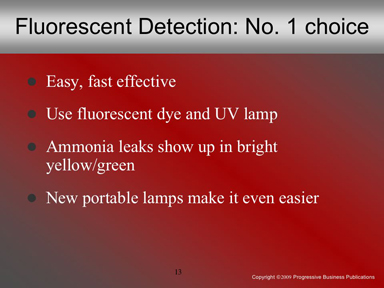 Fluorescent Detection: No. 1 choice
Easy, fast effective
Use fluorescent dye and UV lamp
Ammonia leaks show up in bright
yellow/green
New portable lamps make it even easier
13
Copyright ©2009 Progressive Business Publications